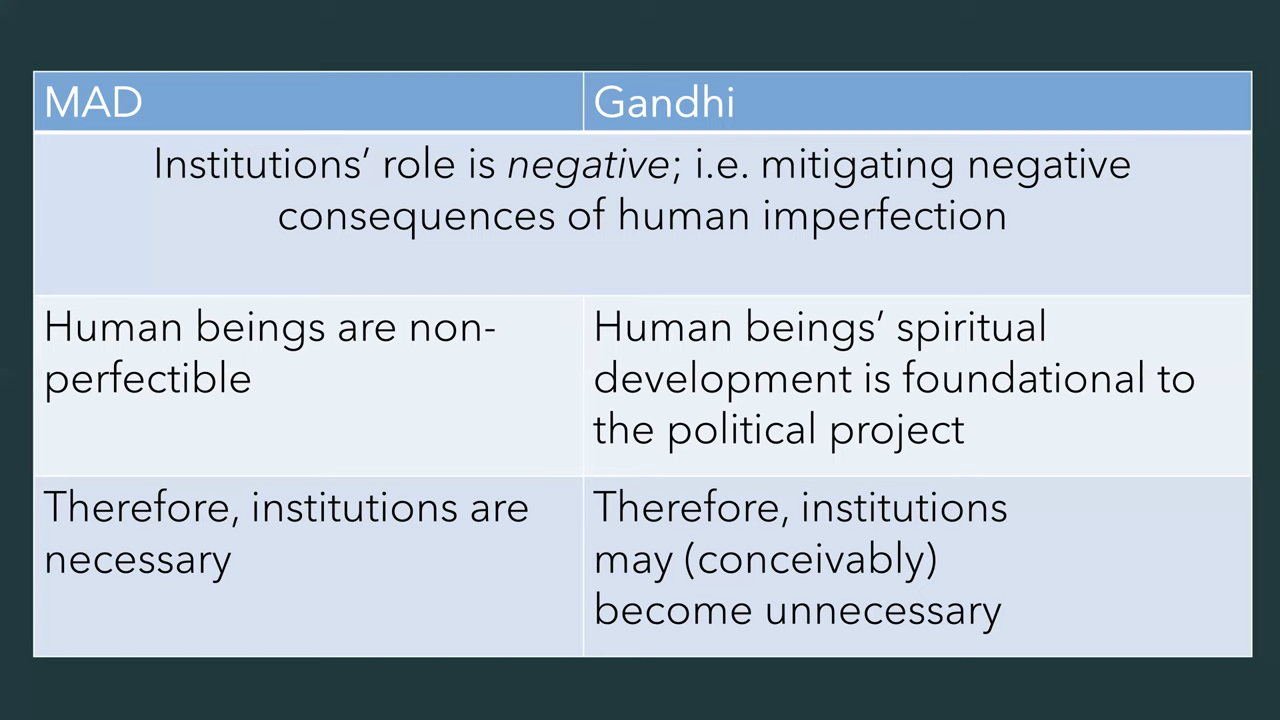 MAD
Gandhi
Institutions’ role is negative; i.e. mitigating negative
consequences of human imperfection
Human beings are non-
perfectible
Human beings’ spiritual
development is foundational to
the political project
Therefore, institutions are
necessary
Therefore, institutions
may (conceivably)
become unnecessary